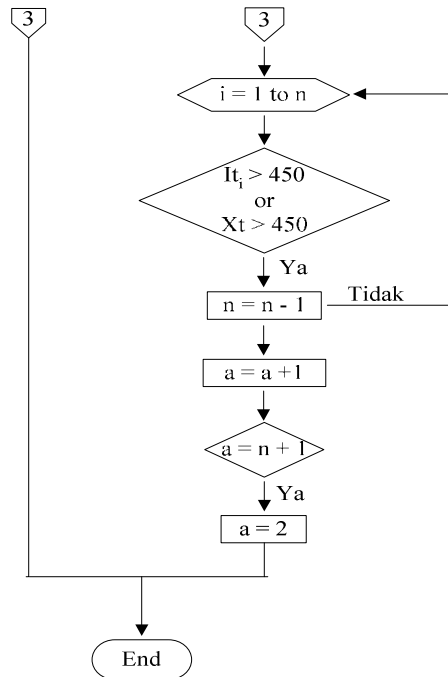 3
3
i = 1 to n
It_i > 450
or
Xt > 450
Ya
n = n - 1
Tidak
a = a +1
a = n + 1
Ya
a = 2
End